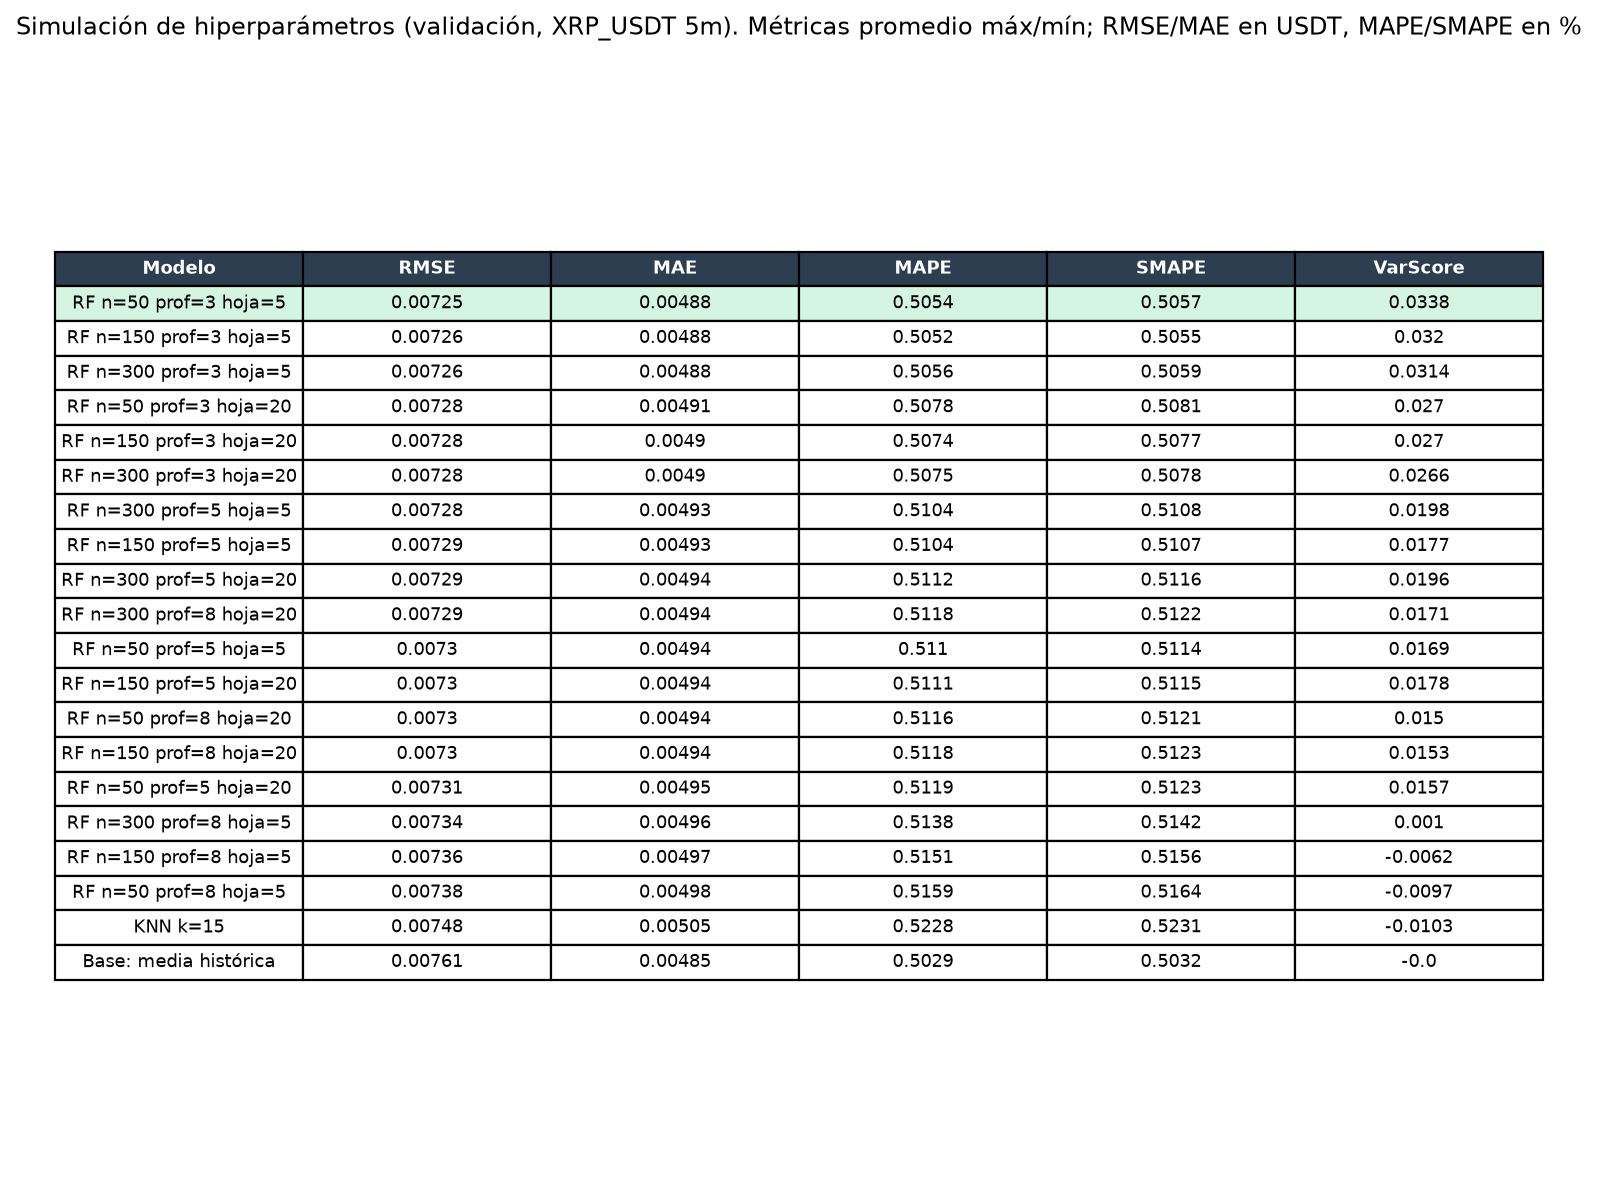 Simulación de hiperparámetros (validación, XRP_USDT 5m). Métricas promedio máx/mín; RMSE/MAE en USDT, MAPE/SMAPE en %
Modelo RMSE MAE MAPE SMAPE VarScore
RF n=50 prof=3 hoja=5 0.00725 0.00488 0.5054 0.5057 0.0338
RF n=150 prof=3 hoja=5 0.00726 0.00488 0.5052 0.5055 0.032
RF n=300 prof=3 hoja=5 0.00726 0.00488 0.5056 0.5059 0.0314
RF n=50 prof=3 hoja=20 0.00728 0.00491 0.5078 0.5081 0.027
RF n=150 prof=3 hoja=20 0.00728 0.0049 0.5074 0.5077 0.027
RF n=300 prof=3 hoja=20 0.00728 0.0049 0.5075 0.5078 0.0266
RF n=300 prof=5 hoja=5 0.00728 0.00493 0.5104 0.5108 0.0198
RF n=150 prof=5 hoja=5 0.00729 0.00493 0.5104 0.5107 0.0177
RF n=300 prof=5 hoja=20 0.00729 0.00494 0.5112 0.5116 0.0196
RF n=300 prof=8 hoja=20 0.00729 0.00494 0.5118 0.5122 0.0171
RF n=50 prof=5 hoja=5 0.0073 0.00494 0.511 0.5114 0.0169
RF n=150 prof=5 hoja=20 0.0073 0.00494 0.5111 0.5115 0.0178
RF n=50 prof=8 hoja=20 0.0073 0.00494 0.5116 0.5121 0.015
RF n=150 prof=8 hoja=20 0.0073 0.00494 0.5118 0.5123 0.0153
RF n=50 prof=5 hoja=20 0.00731 0.00495 0.5119 0.5123 0.0157
RF n=300 prof=8 hoja=5 0.00734 0.00496 0.5138 0.5142 0.001
RF n=150 prof=8 hoja=5 0.00736 0.00497 0.5151 0.5156 -0.0062
RF n=50 prof=8 hoja=5 0.00738 0.00498 0.5159 0.5164 -0.0097
KNN k=15 0.00748 0.00505 0.5228 0.5231 -0.0103
Base: media histórica 0.00761 0.00485 0.5029 0.5032 -0.0